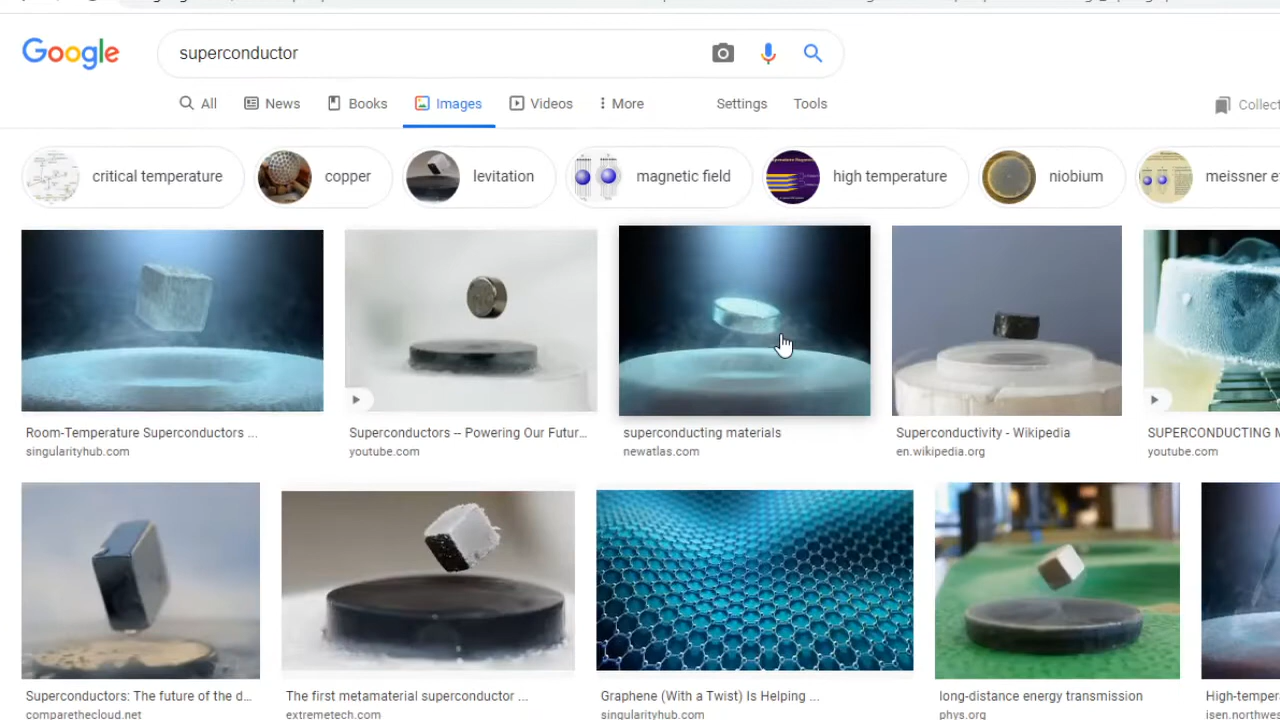 Google
superconductor
All News Books Images Videos More Settings Tools Collect
critical temperature copper levitation magnetic field high temperature niobium meissner e
Room-Temperature Superconductors ... Superconductors – Powering Our Futur... superconducting materials Superconductivity - Wikipedia SUPERCONDUCTING M
singularityhub.com youtube.com newatlas.com en.wikipedia.org youtube.com
Superconductors: The future of the d... The first metamaterial superconductor ... Graphene (With a Twist) Is Helping ... long-distance energy transmission High-temper
comparethecloud.net extremetech.com singularityhub.com phys.org isen.northwes